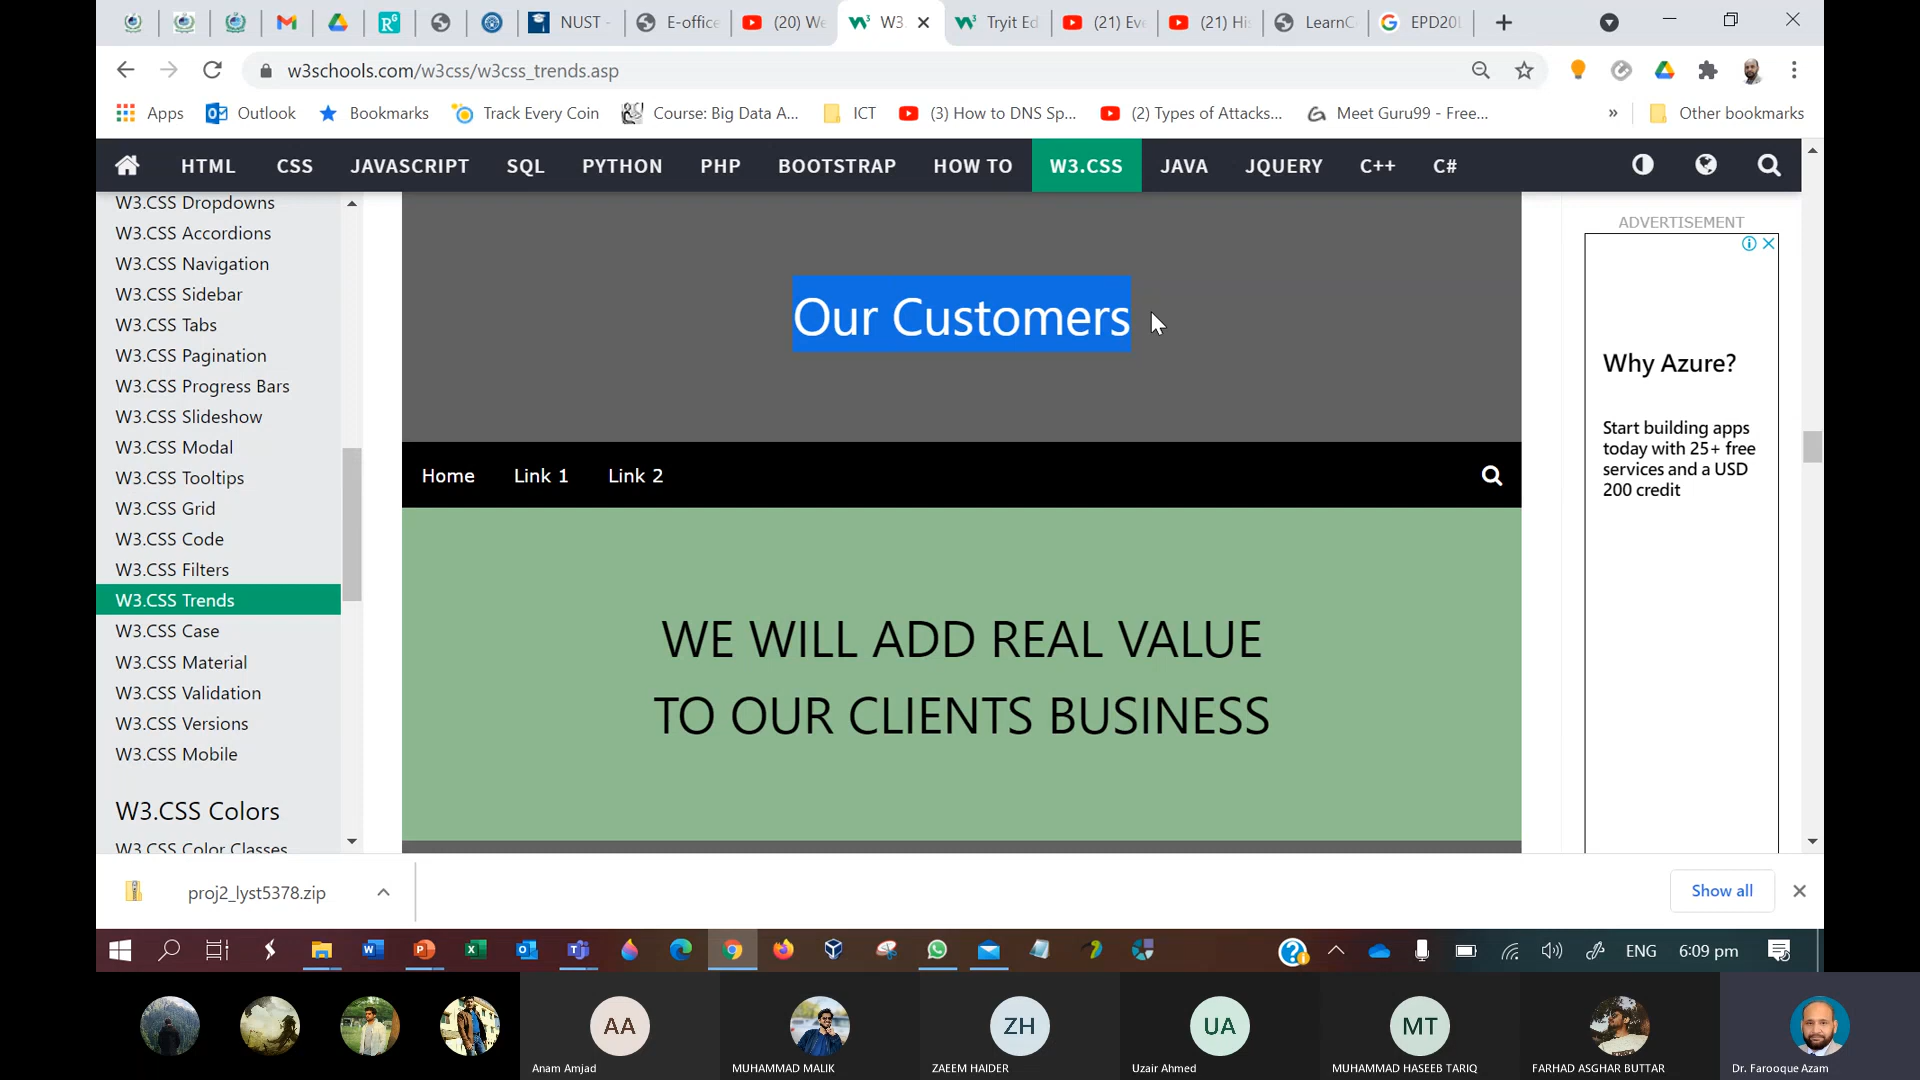 NUST -
E-office
(20) We
W3.
Tryit Ed
(21) Eve
(21) His
LearnC
EPD20
w3schools.com/w3css/w3css_trends.asp
Apps
Outlook
Bookmarks
Track Every Coin
Course: Big Data A...
ICT
(3) How to DNS Sp...
(2) Types of Attacks...
Meet Guru99 - Free...
»
Other bookmarks
HTML
CSS
JAVASCRIPT
SQL
PYTHON
PHP
BOOTSTRAP
HOW TO
W3.CSS
JAVA
JQUERY
C++
C#
W3.CSS Dropdowns
W3.CSS Accordions
W3.CSS Navigation
W3.CSS Sidebar
W3.CSS Tabs
W3.CSS Pagination
W3.CSS Progress Bars
W3.CSS Slideshow
W3.CSS Modal
W3.CSS Tooltips
W3.CSS Grid
W3.CSS Code
W3.CSS Filters
W3.CSS Trends
W3.CSS Case
W3.CSS Material
W3.CSS Validation
W3.CSS Versions
W3.CSS Mobile
W3.CSS Colors
W3.CSS Color Classes
Our Customers
Home
Link 1
Link 2
WE WILL ADD REAL VALUE
TO OUR CLIENTS BUSINESS
ADVERTISEMENT
Why Azure?
Start building apps
today with 25+ free
services and a USD
200 credit
proj2_lyst5378.zip
Show all
ENG
6:09 pm
AA
ZH
UA
MT
Anam Amjad
MUHAMMAD MALIK
ZAEEM HAIDER
Uzair Ahmed
MUHAMMAD HASEEB TARIQ
FARHAD ASGHAR BUTTAR
Dr. Farooque Azam